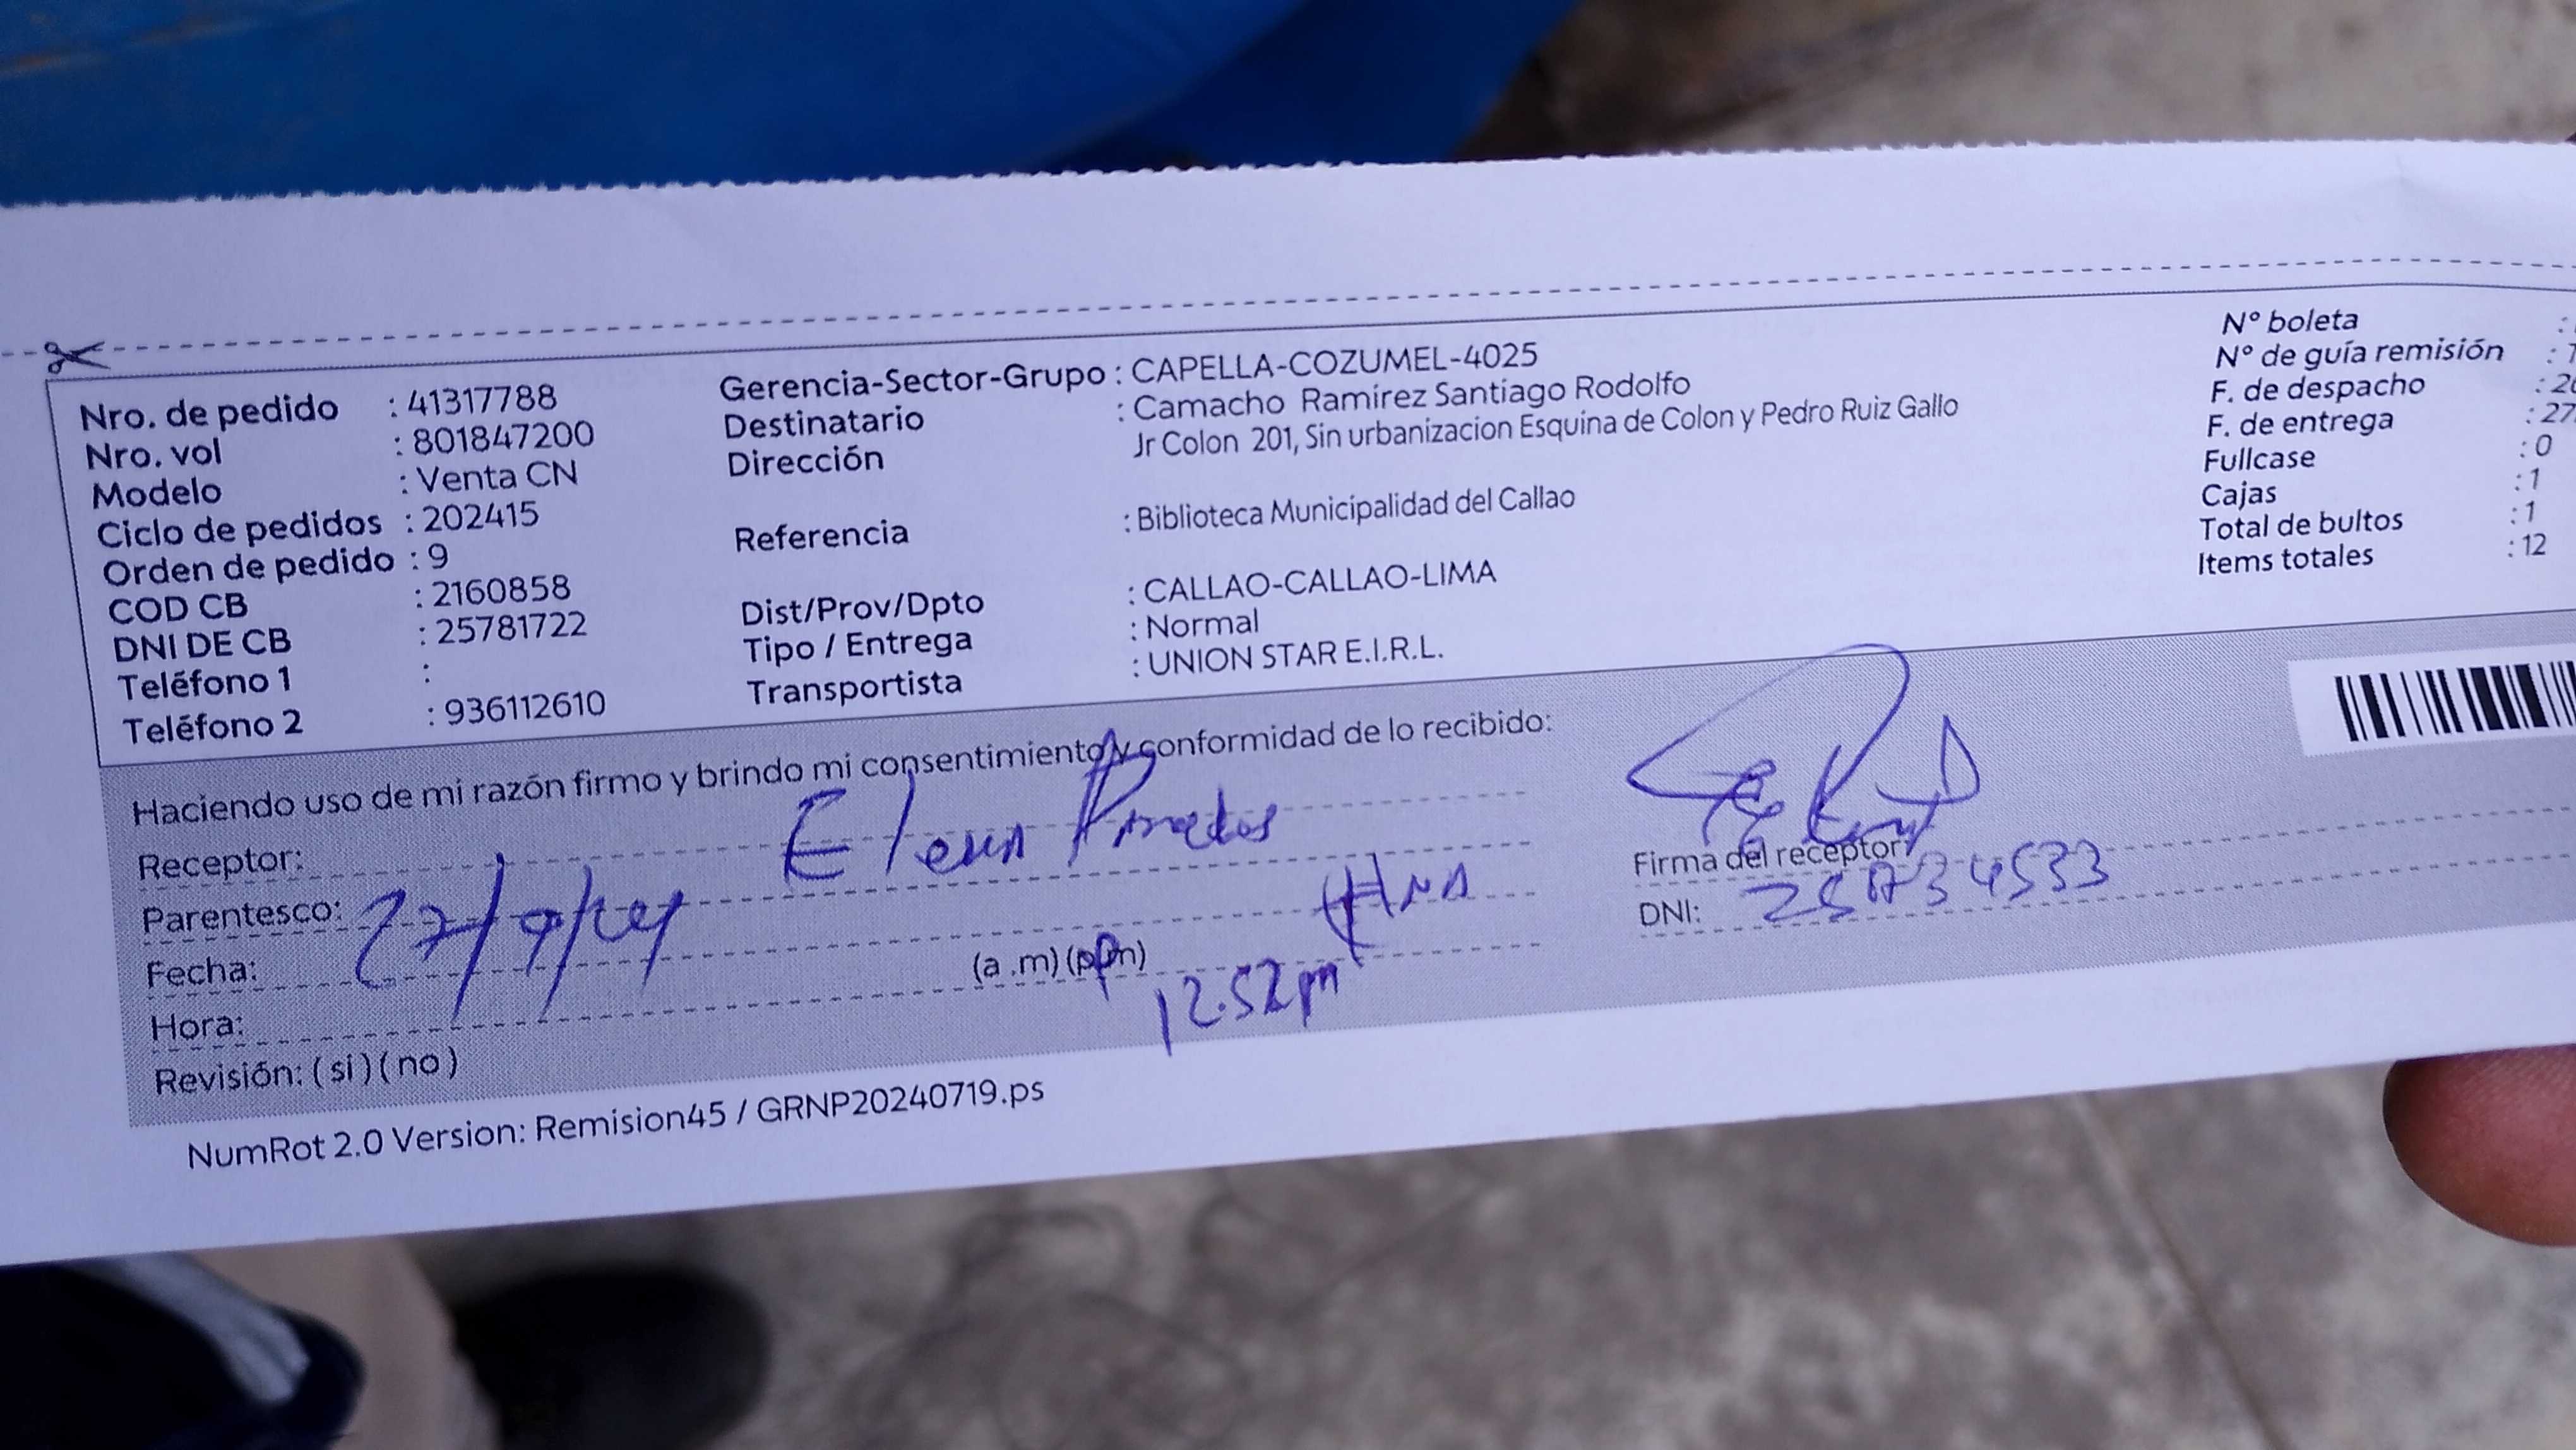 Nro. de pedido : 41317788
Nro. vol : 801847200
Modelo : Venta CN
Ciclo de pedidos : 202415
Orden de pedido : 9
COD CB : 2160858
DNI DE CB : 25781722
Teléfono 1 :
Teléfono 2 : 936112610
Gerencia-Sector-Grupo : CAPELLA-COZUMEL-4025
Destinatario : Camacho Ramírez Santiago Rodolfo
Dirección Jr Colon 201, Sin urbanizacion Esquina de Colon y Pedro Ruiz Gallo
Referencia : Biblioteca Municipalidad del Callao
Dist/Prov/Dpto : CALLAO-CALLAO-LIMA
Tipo / Entrega : Normal
Transportista : UNION STAR E.I.R.L.
N° boleta :
N° de guía remisión :
F. de despacho : 2
F. de entrega : 27
Fullcase : 0
Cajas : 1
Total de bultos : 1
Items totales : 12
Haciendo uso de mi razón firmo y brindo mi consentimiento y conformidad de lo recibido:
Receptor: Elena
Parentesco:
Fecha: 27/9/24
Hora: (a .m) (p.m) 12.52 pm
Revisión: ( si ) ( no )
Firma del receptor
DNI:
NumRot 2.0 Version: Remision45 / GRNP20240719.ps